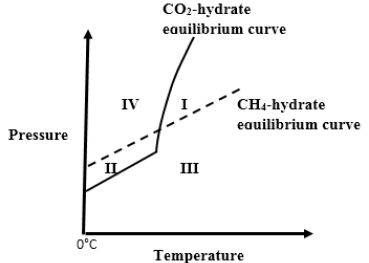 CO₂-hydrate
equilibrium curve
IV
I
CH₄-hydrate
equilibrium curve
Pressure
II
III
0°C
Temperature